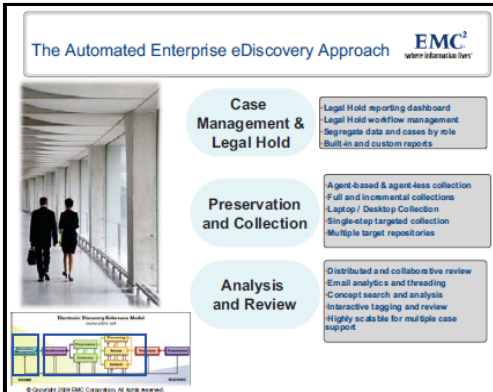 The Automated Enterprise eDiscovery Approach
EMC²
where information lives®
Case
Management &
Legal Hold
Legal Hold reporting dashboard
Legal Hold workflow management
Segregate data and cases by role
Built-in and custom reports
Preservation
and Collection
Agent-based & agent-less collection
Full and incremental collections
Laptop / Desktop Collection
Single-step targeted collection
Multiple target repositories
Analysis
and Review
Distributed and collaborative review
Email analytics and threading
Concept search and analysis
Interactive tagging and review
Highly scalable for multiple case
support
Electronic Discovery Reference Model
© Copyright 2009 EMC Corporation. All rights reserved.